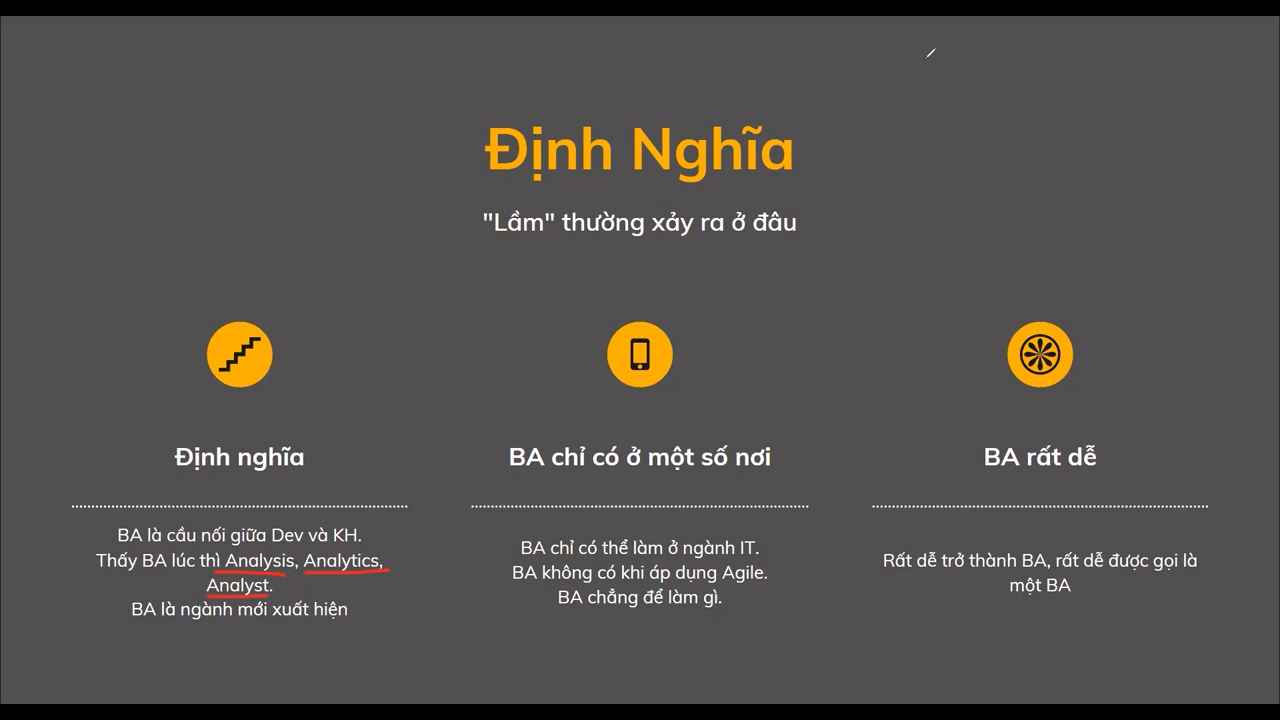 Định Nghĩa
"Lầm" thường xảy ra ở đâu
Định nghĩa
BA là cầu nối giữa Dev và KH.
Thấy BA lúc thì Analysis, Analytics,
Analyst.
BA là ngành mới xuất hiện
BA chỉ có ở một số nơi
BA chỉ có thể làm ở ngành IT.
BA không có khi áp dụng Agile.
BA chẳng để làm gì.
BA rất dễ
Rất dễ trở thành BA, rất dễ được gọi là
một BA